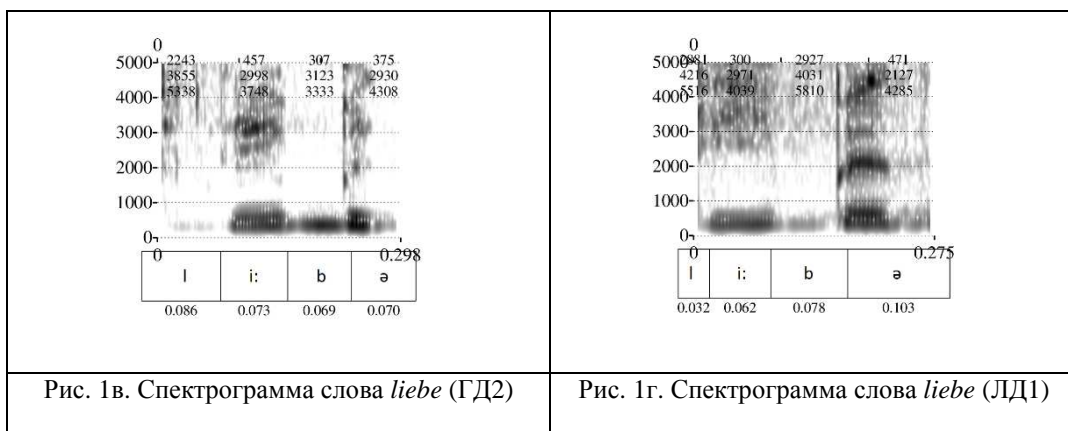 0
2243 457 307 375
5000 3855 2998 3123 2930
5338 3748 3333 4308
4000
3000
2000
1000
0
0 0.298
l i: b ə
0.086 0.073 0.069 0.070
Рис. 1в. Спектрограмма слова liebe (ГД2)
0
300 2927 471
5000 4216 2971 4031 2127
5516 4039 5810 4285
4000
3000
2000
1000
0
0 0.275
l i: b ə
0.032 0.062 0.078 0.103
Рис. 1г. Спектрограмма слова liebe (ЛД1)